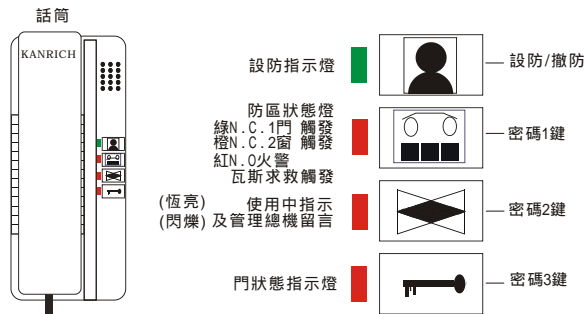 話筒
KANRICH
設防指示燈
設防/撤防
防區狀態燈
綠N.C.1門 觸發
橙N.C.2窗 觸發
紅N.O火警
瓦斯求救觸發
密碼1鍵
(恆亮) 使用中指示
(閃爍) 及管理總機留言
密碼2鍵
門狀態指示燈
密碼3鍵